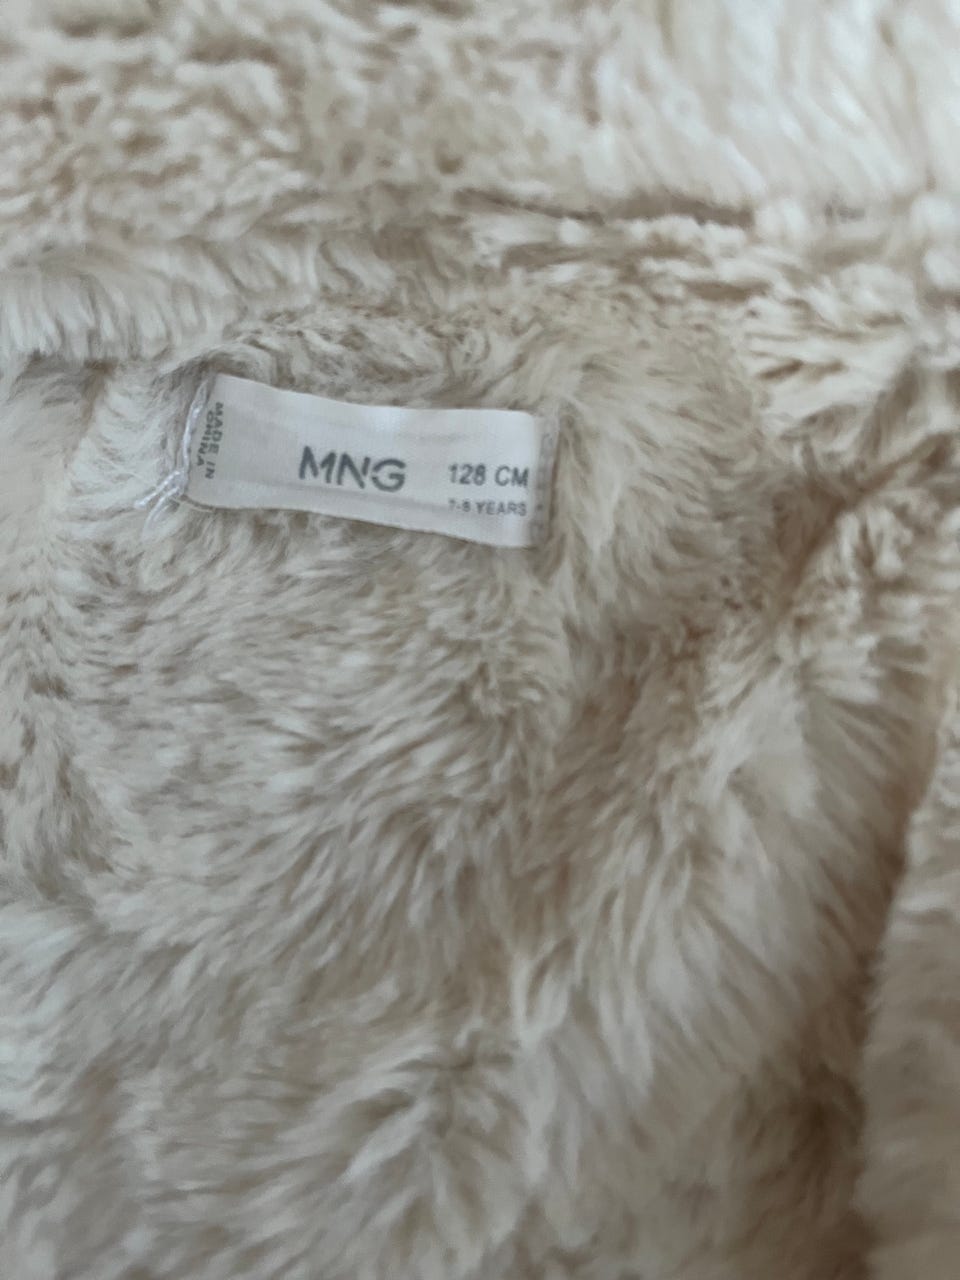 MADE IN
CHINA
MNG
128 CM
7-8 YEARS